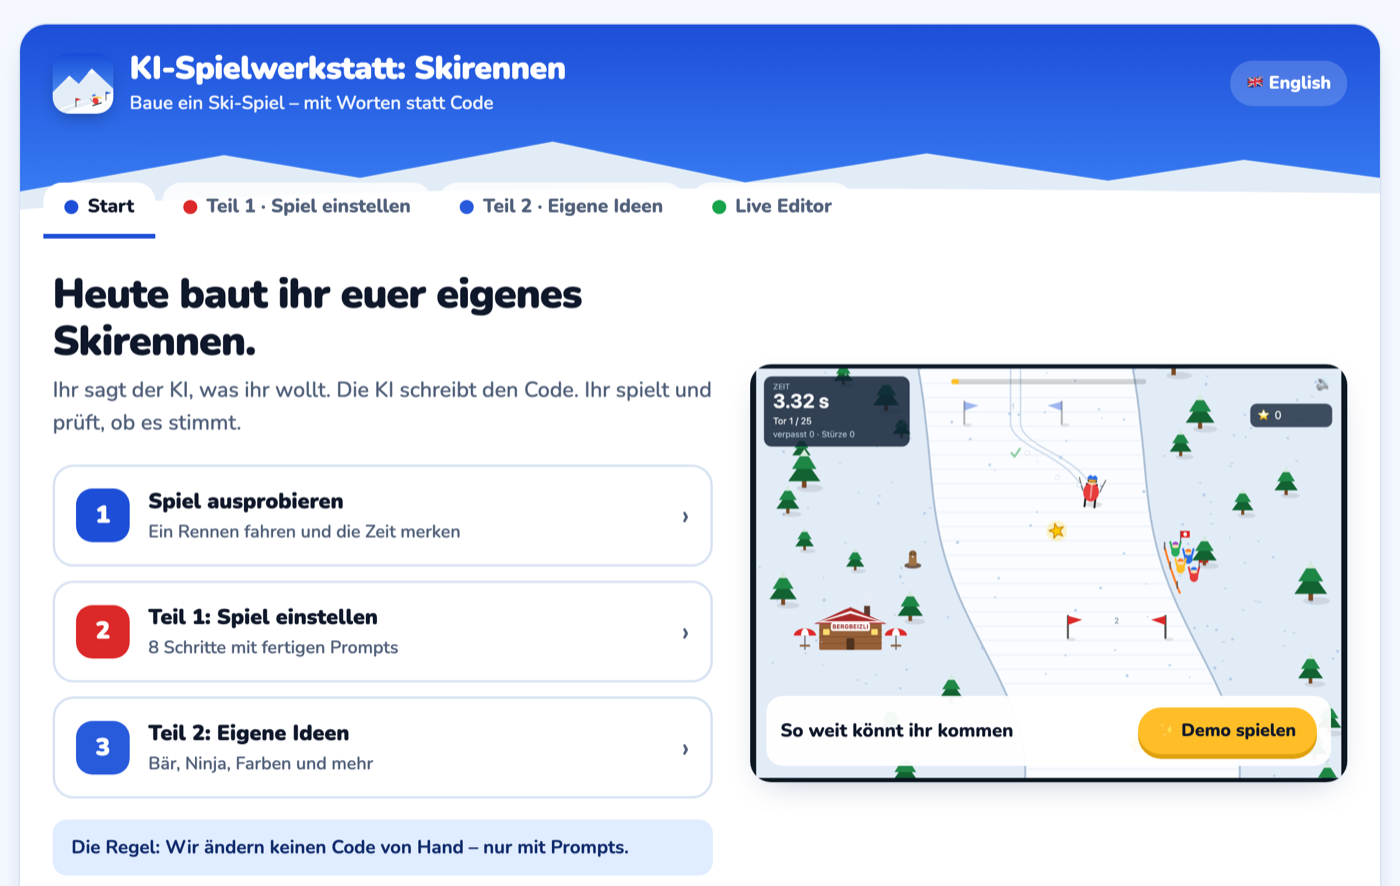 KI-Spielwerkstatt: Skirennen
Baue ein Ski-Spiel – mit Worten statt Code
English
Start
Teil 1 · Spiel einstellen
Teil 2 · Eigene Ideen
Live Editor
Heute baut ihr euer eigenes
Skirennen.
Ihr sagt der KI, was ihr wollt. Die KI schreibt den Code. Ihr spielt und
prüft, ob es stimmt.
1
Spiel ausprobieren
Ein Rennen fahren und die Zeit merken
2
Teil 1: Spiel einstellen
8 Schritte mit fertigen Prompts
3
Teil 2: Eigene Ideen
Bär, Ninja, Farben und mehr
Die Regel: Wir ändern keinen Code von Hand – nur mit Prompts.
ZEIT
3.32 s
Tor 1 / 25
verpasst 0 · Stürze 0
0
1
BERGBEIZLI
2
So weit könnt ihr kommen
Demo spielen